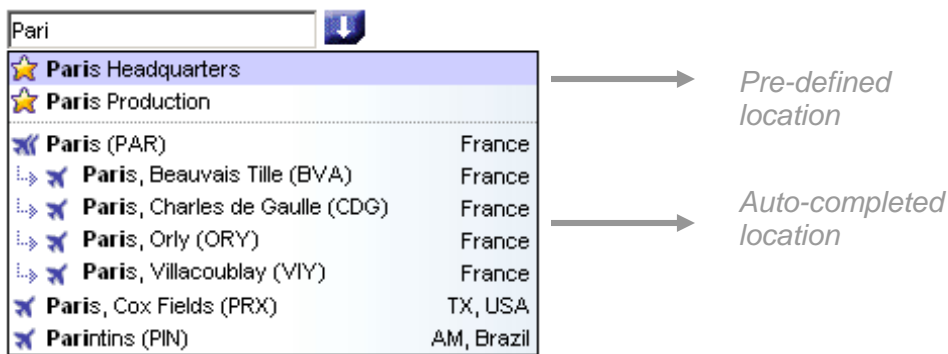 Pari
Paris Headquarters
Paris Production
Paris (PAR) France
Paris, Beauvais Tille (BVA) France
Paris, Charles de Gaulle (CDG) France
Paris, Orly (ORY) France
Paris, Villacoublay (VIY) France
Paris, Cox Fields (PRX) TX, USA
Parintins (PIN) AM, Brazil
Pre-defined
location
Auto-completed
location